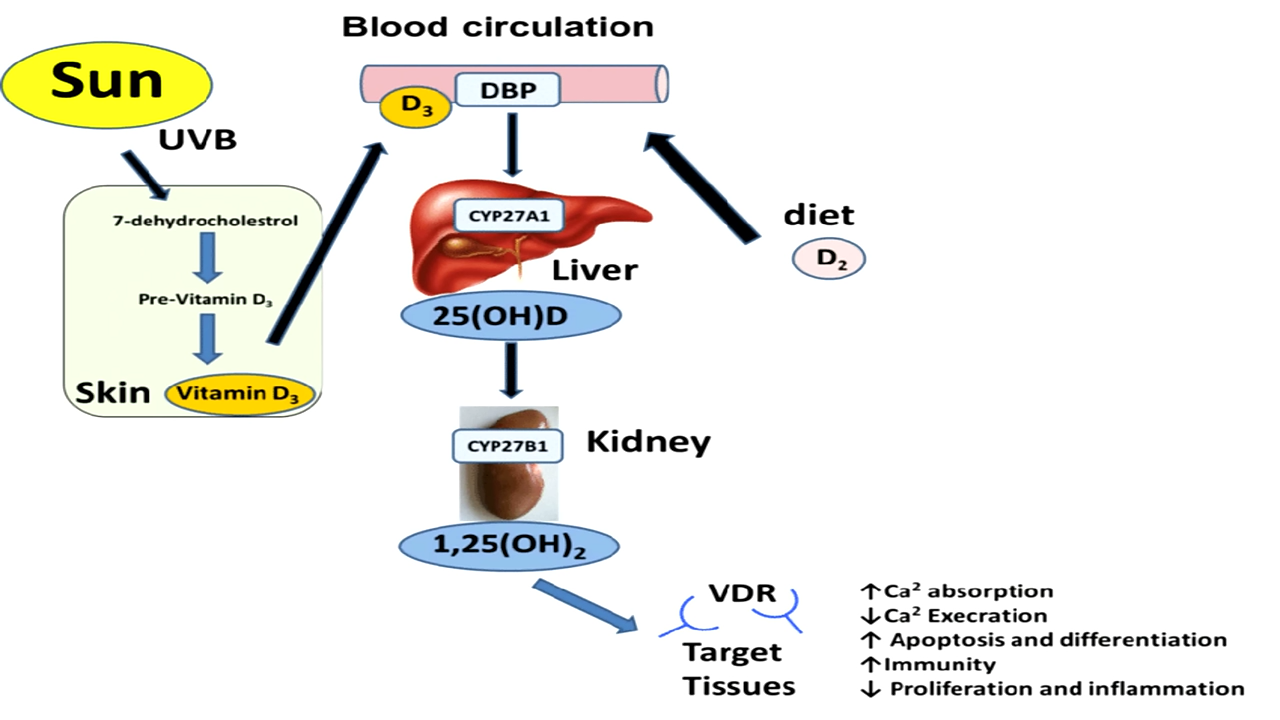 Blood circulation
Sun
UVB
D₃
DBP
7-dehydrocholestrol
Pre-Vitamin D₃
Skin
Vitamin D₃
CYP27A1
Liver
25(OH)D
diet
D₂
CYP27B1
Kidney
1,25(OH)₂
VDR
Target
Tissues
↑Ca² absorption
↓Ca² Execration
↑ Apoptosis and differentiation
↑Immunity
↓ Proliferation and inflammation